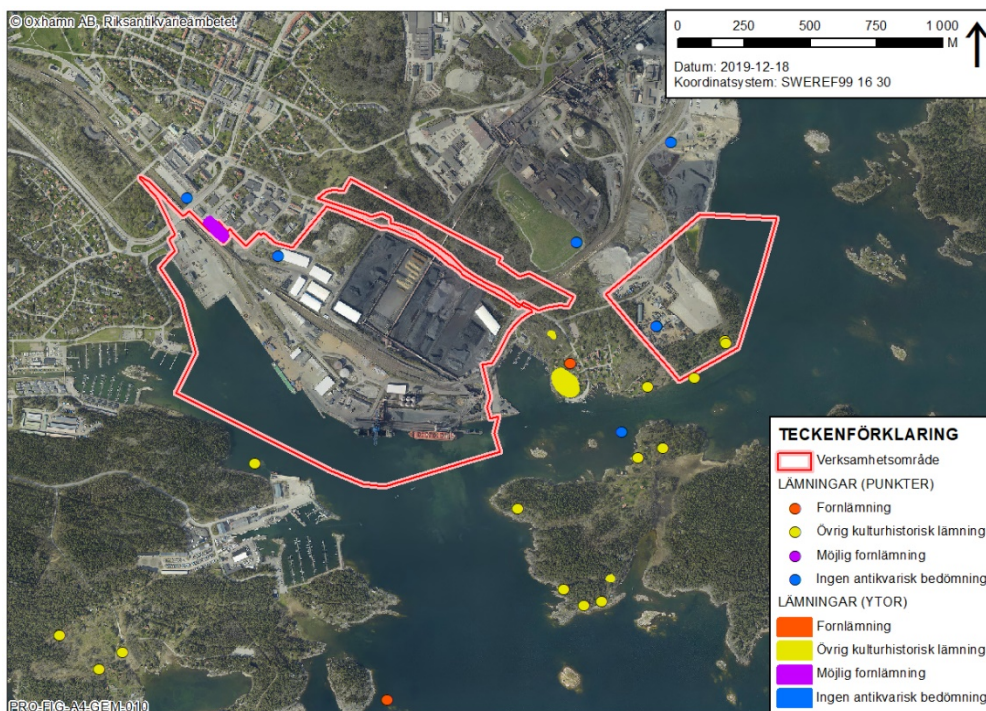 © Oxhamn AB, Riksantikvarieämbetet
0 250 500 1 000
M
Datum: 2019-12-18
Koordinatsystem: SWEREF99 16 30
TECKENFÖRKLARING
Verksamhetsområde
LÄMNINGAR (PUNKTER)
Fornlämning
Övrig kulturhistorisk lämning
Möjlig fornlämning
Ingen antikvarisk bedömning
LÄMNINGAR (YTOR)
Fornlämning
Övrig kulturhistorisk lämning
Möjlig fornlämning
Ingen antikvarisk bedömning
PRO-FIG-A4-GEM-010